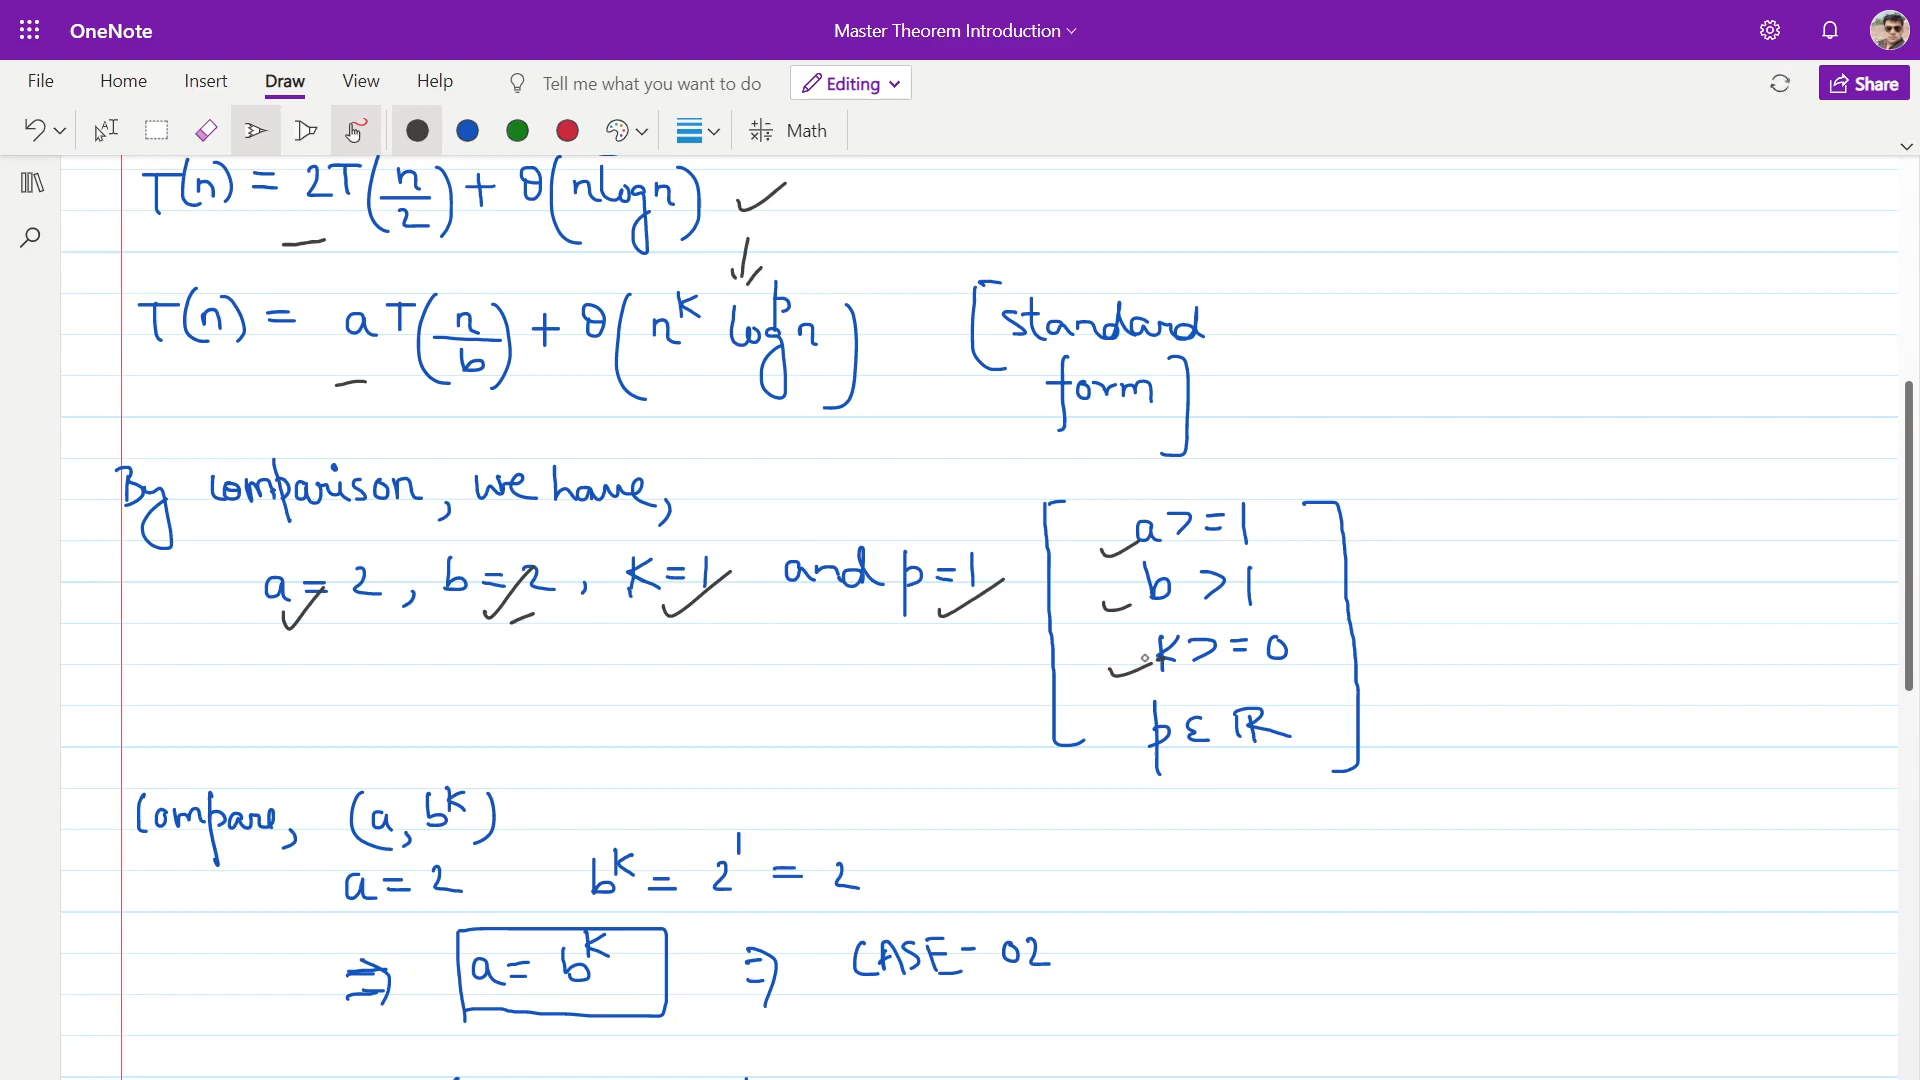 OneNote
Master Theorem Introduction
File Home Insert Draw View Help Tell me what you want to do Editing Share
Math
T(n) = 2T(n/2) + θ(nlogn)
T(n) = aT(n/b) + θ(n^K log^p n) [standard form]
By comparison, we have,
a = 2, b = 2, K = 1 and p = 1
a >= 1
b > 1
K >= 0
p ε ℝ
Compare, (a, b^K)
a = 2 b^K = 2^1 = 2
⇒ a = b^K ⇒ CASE - 02